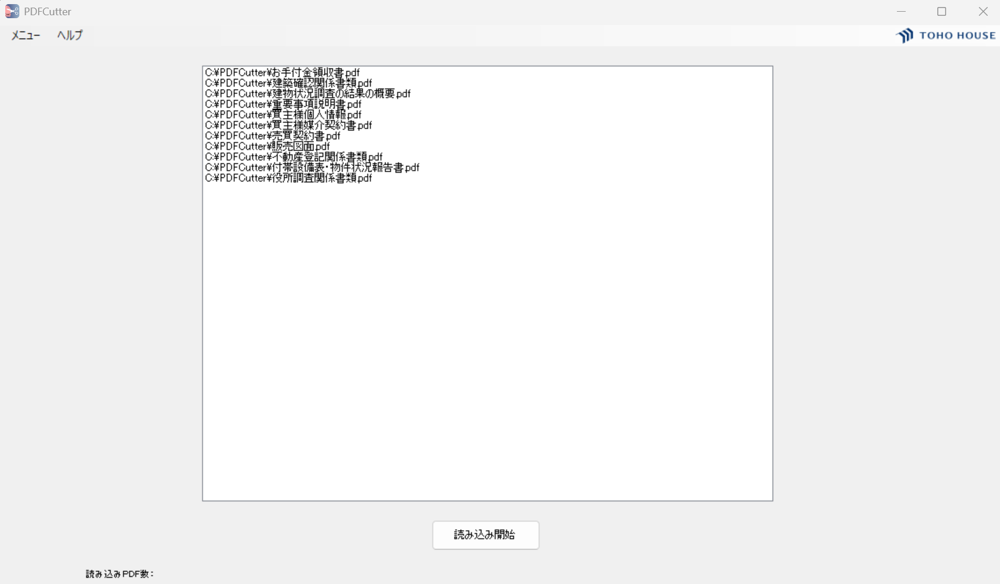 PDFCutter
メニュー ヘルプ
TOHO HOUSE
C:¥PDFCutter¥お手付金領収書.pdf
C:¥PDFCutter¥建築確認関係書類.pdf
C:¥PDFCutter¥建物状況調査の結果の概要.pdf
C:¥PDFCutter¥重要事項説明書.pdf
C:¥PDFCutter¥買主様個人情報.pdf
C:¥PDFCutter¥買主様媒介契約書.pdf
C:¥PDFCutter¥売買契約書.pdf
C:¥PDFCutter¥販売図面.pdf
C:¥PDFCutter¥不動産登記関係書類.pdf
C:¥PDFCutter¥付帯設備表・物件状況報告書.pdf
C:¥PDFCutter¥役所調査関係書類.pdf
読み込み開始
読み込みPDF数：